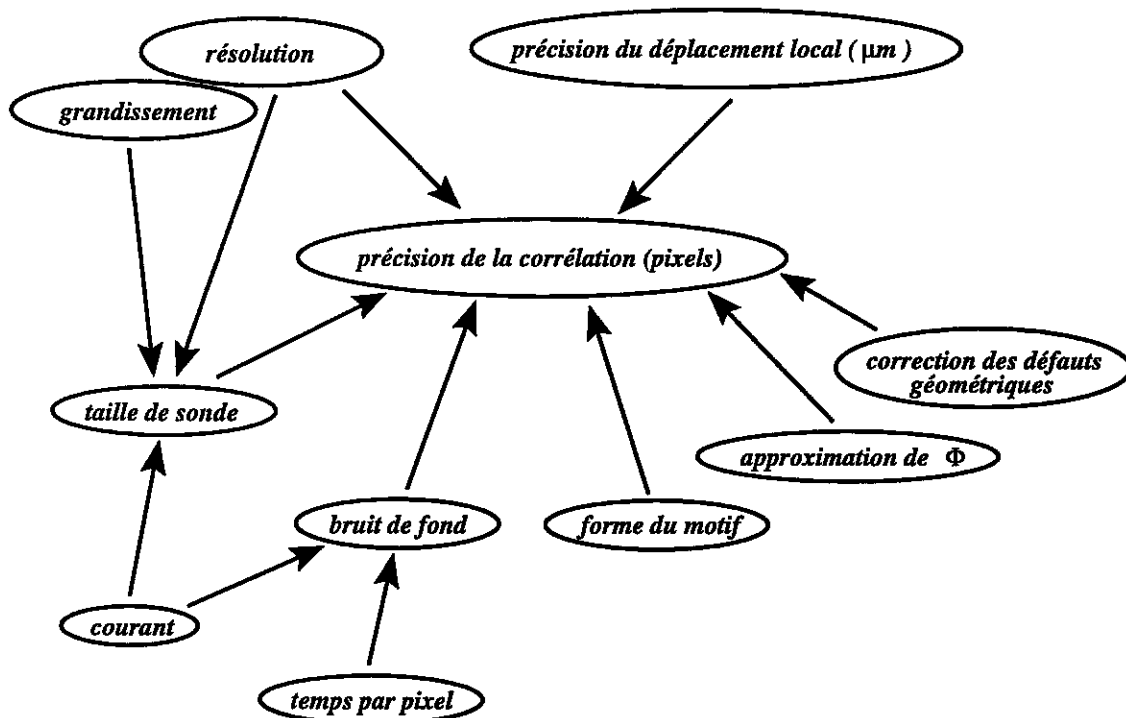 résolution
précision du déplacement local ( µm )
grandissement
précision de la corrélation (pixels)
correction des défauts
géométriques
taille de sonde
approximation de Φ
bruit de fond
forme du motif
courant
temps par pixel